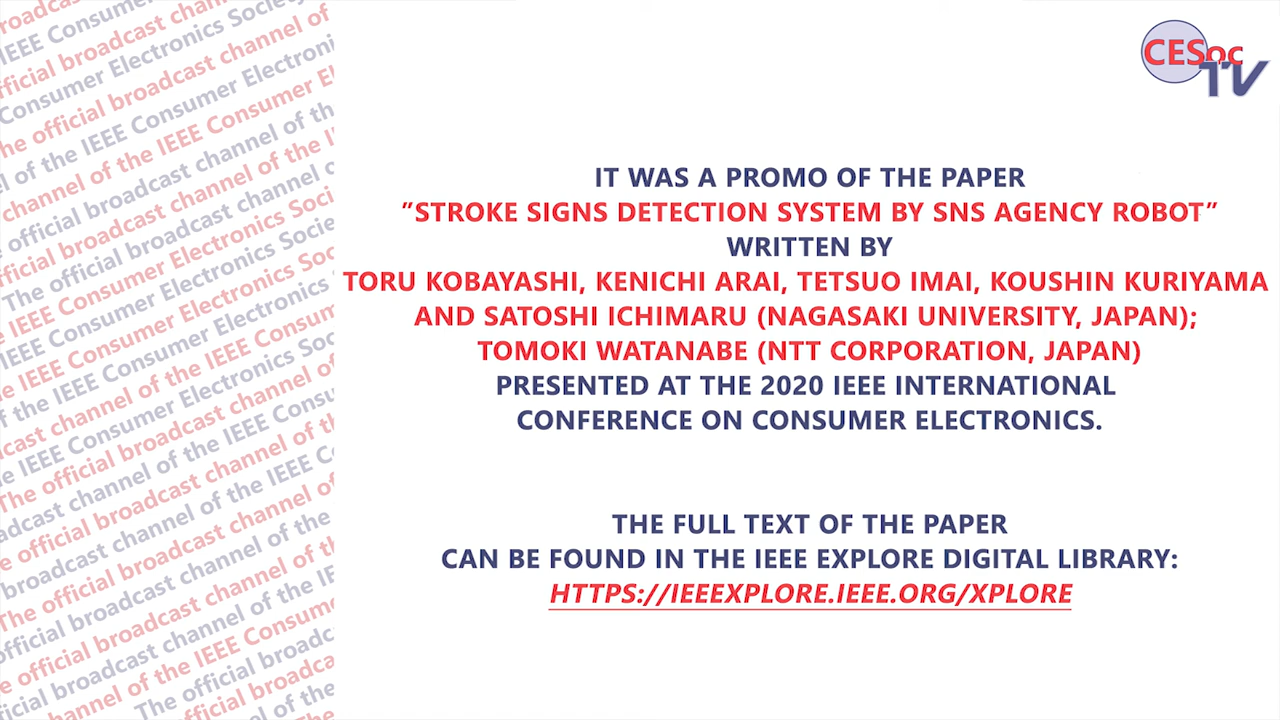 CESoc
TV
IT WAS A PROMO OF THE PAPER
"STROKE SIGNS DETECTION SYSTEM BY SNS AGENCY ROBOT"
WRITTEN BY
TORU KOBAYASHI, KENICHI ARAI, TETSUO IMAI, KOUSHIN KURIYAMA
AND SATOSHI ICHIMARU (NAGASAKI UNIVERSITY, JAPAN);
TOMOKI WATANABE (NTT CORPORATION, JAPAN)
PRESENTED AT THE 2020 IEEE INTERNATIONAL
CONFERENCE ON CONSUMER ELECTRONICS.
THE FULL TEXT OF THE PAPER
CAN BE FOUND IN THE IEEE EXPLORE DIGITAL LIBRARY:
HTTPS://IEEEXPLORE.IEEE.ORG/XPLORE